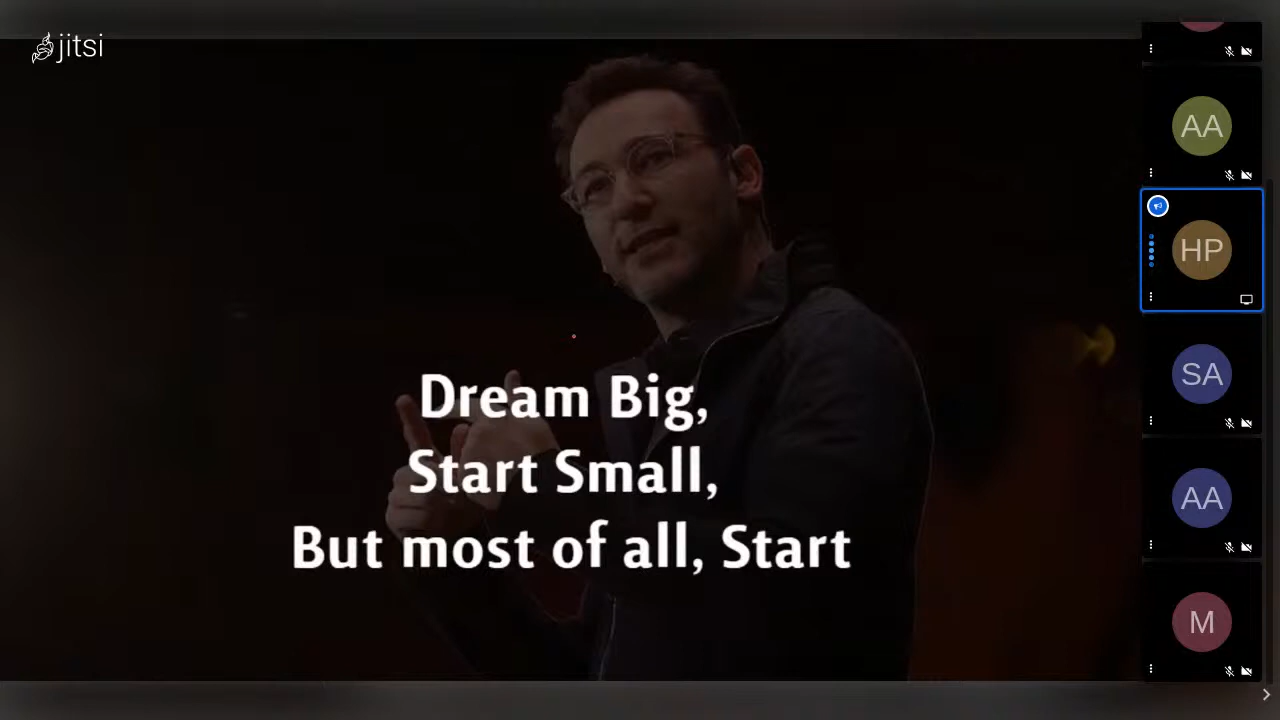 jitsi
Dream Big,
Start Small,
But most of all, Start
AA
HP
SA
AA
M